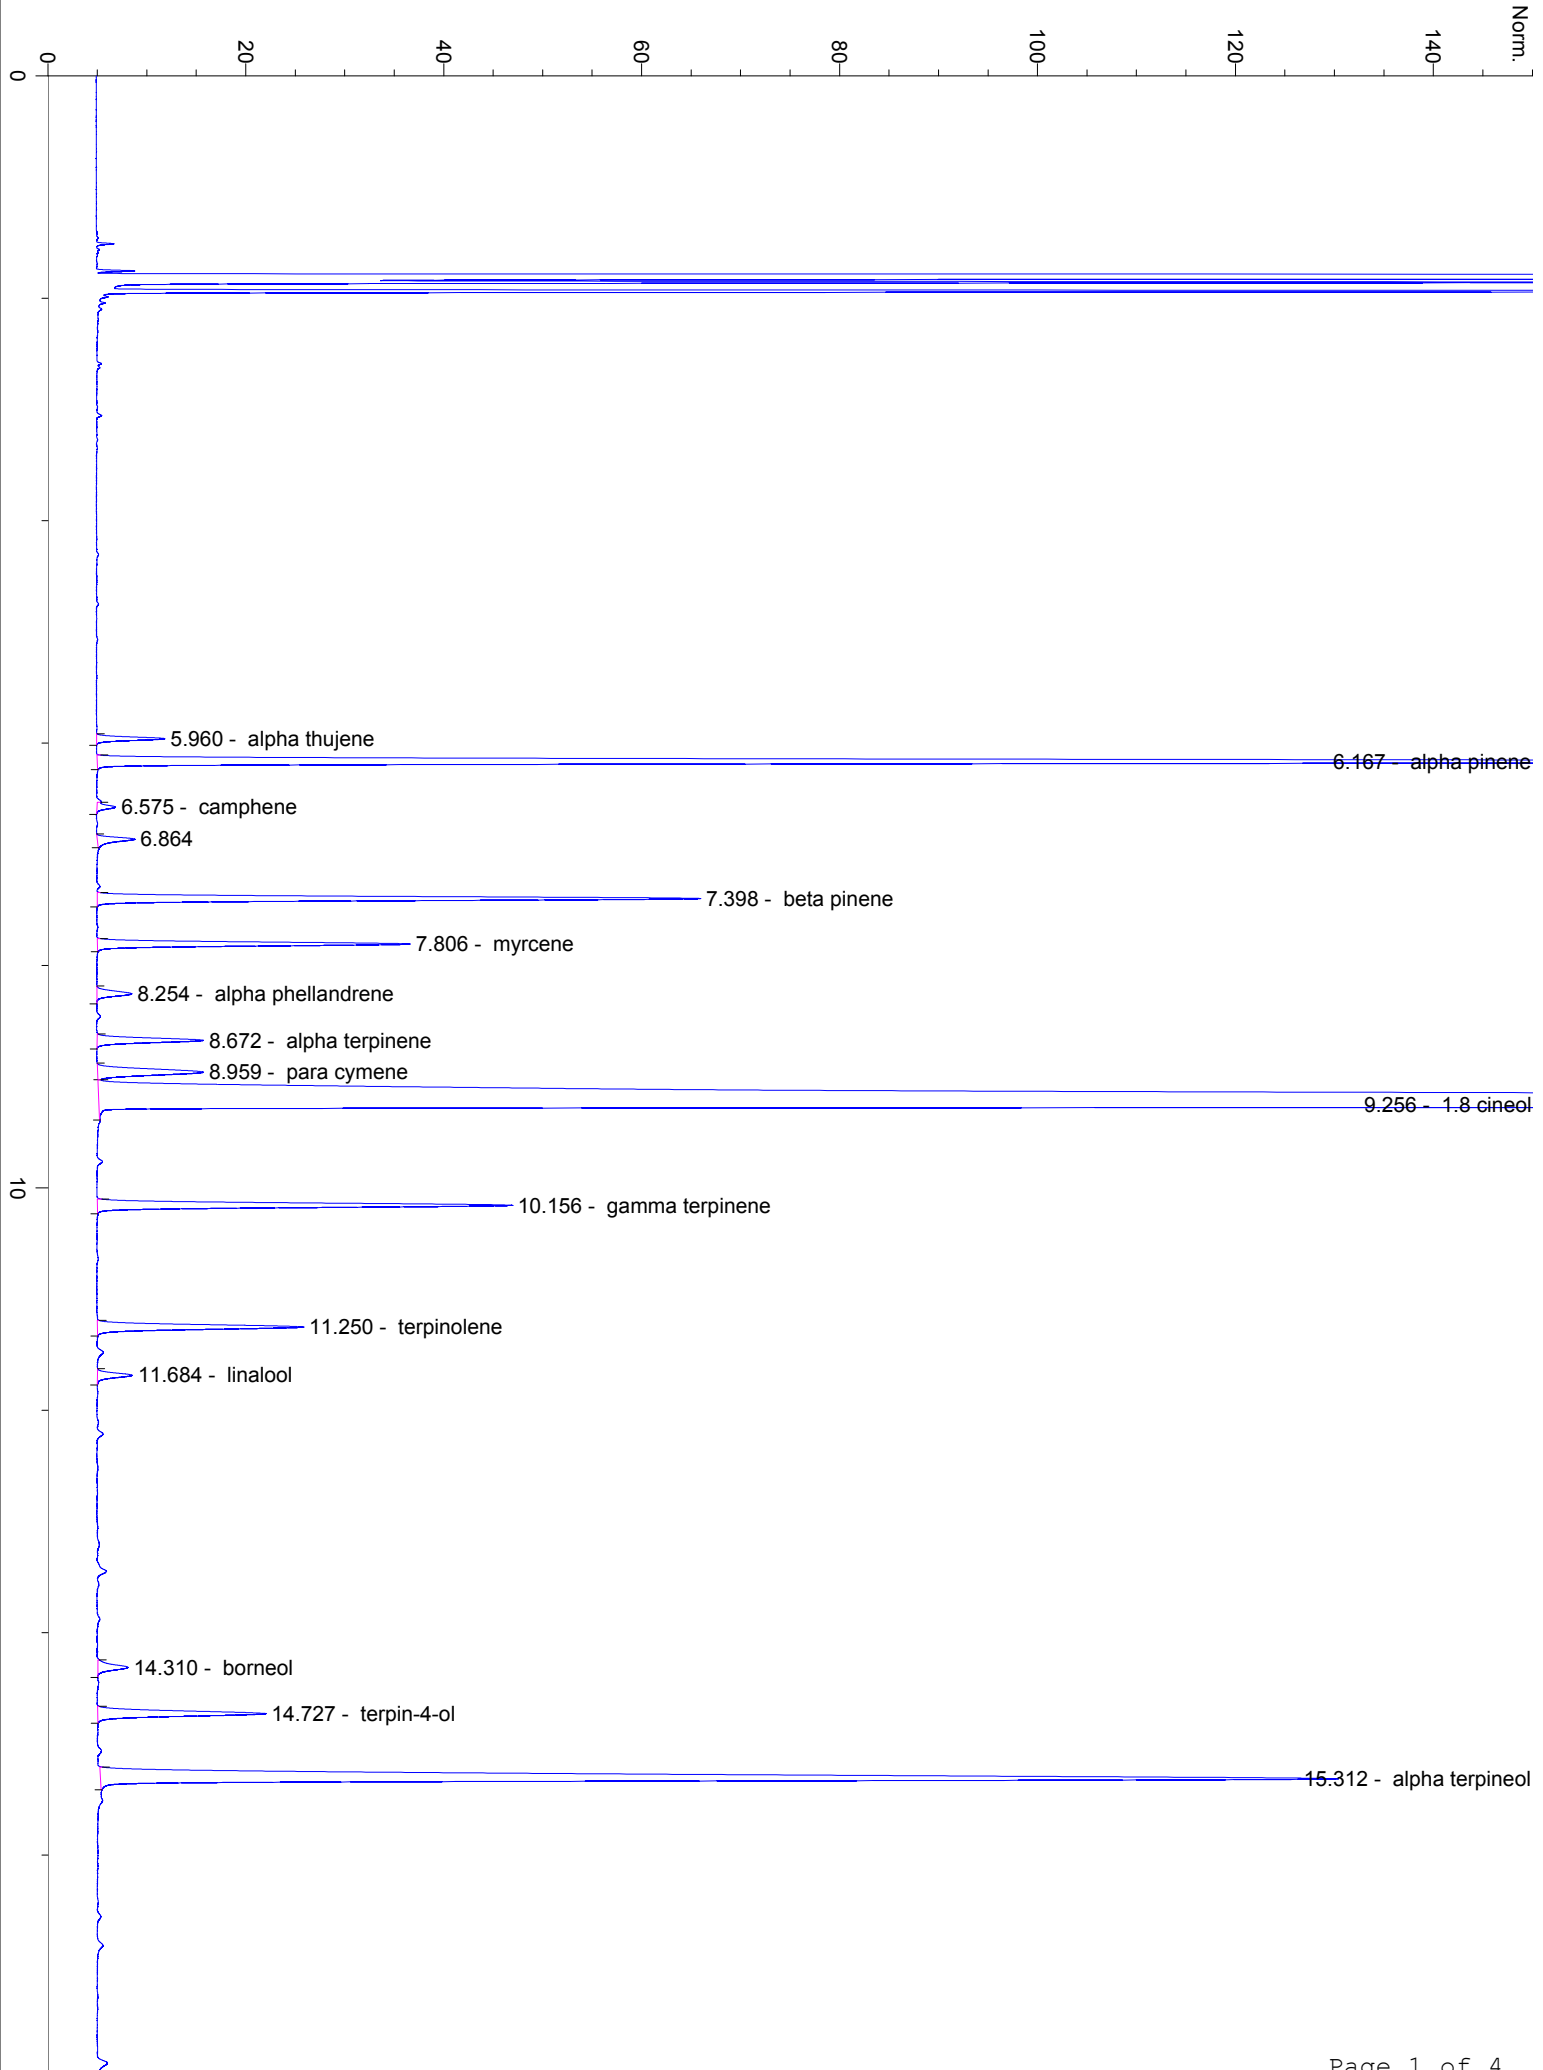 Norm.
0
20
40
60
80
100
120
140
0
5.960 - alpha thujene
6.167 - alpha pinene
6.575 - camphene
6.864
7.398 - beta pinene
7.806 - myrcene
8.254 - alpha phellandrene
8.672 - alpha terpinene
8.959 - para cymene
9.256 - 1.8 cineol
10
10.156 - gamma terpinene
11.250 - terpinolene
11.684 - linalool
14.310 - borneol
14.727 - terpin-4-ol
15.312 - alpha terpineol
Page 1 of 4